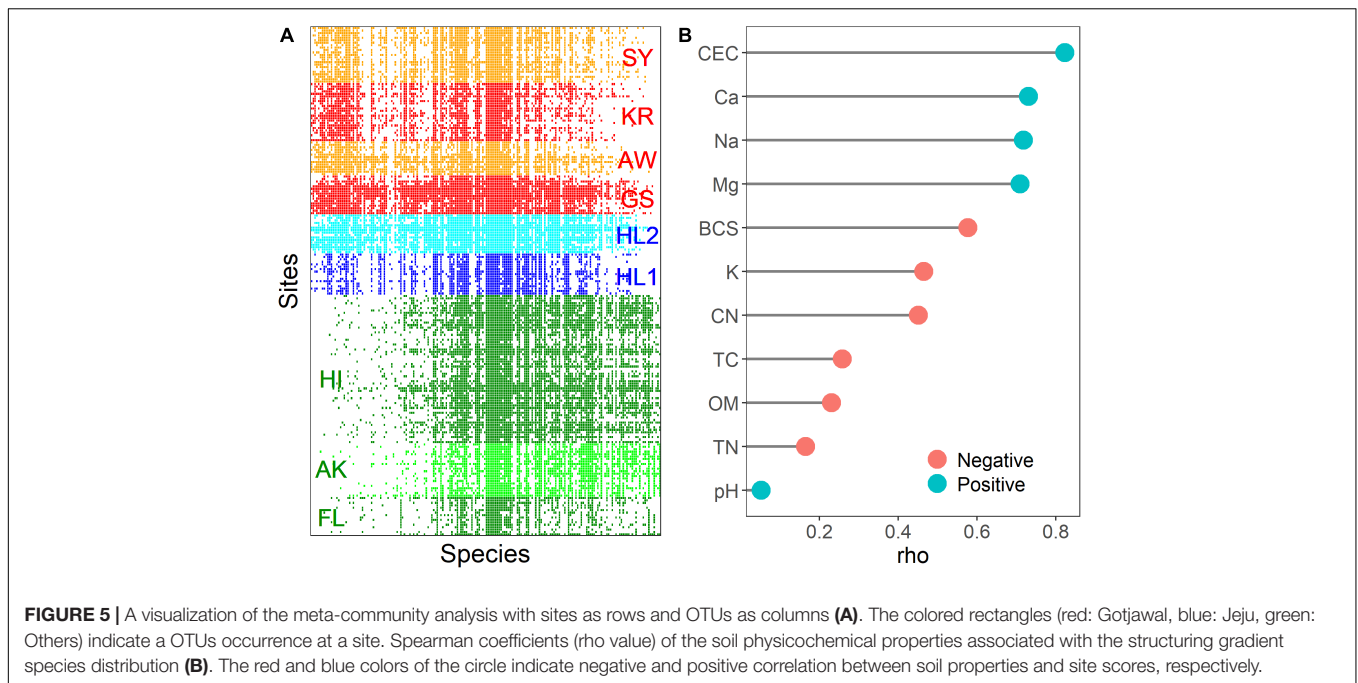 A
SY
KR
AW
GS
HL2
HL1
HI
AK
FL
Sites
Species
B
CEC
Ca
Na
Mg
BCS
K
CN
TC
OM
TN
pH
Negative
Positive
0.2 0.4 0.6 0.8
rho
FIGURE 5 | A visualization of the meta-community analysis with sites as rows and OTUs as columns (A). The colored rectangles (red: Gotjawal, blue: Jeju, green:
Others) indicate a OTUs occurrence at a site. Spearman coefficients (rho value) of the soil physicochemical properties associated with the structuring gradient
species distribution (B). The red and blue colors of the circle indicate negative and positive correlation between soil properties and site scores, respectively.